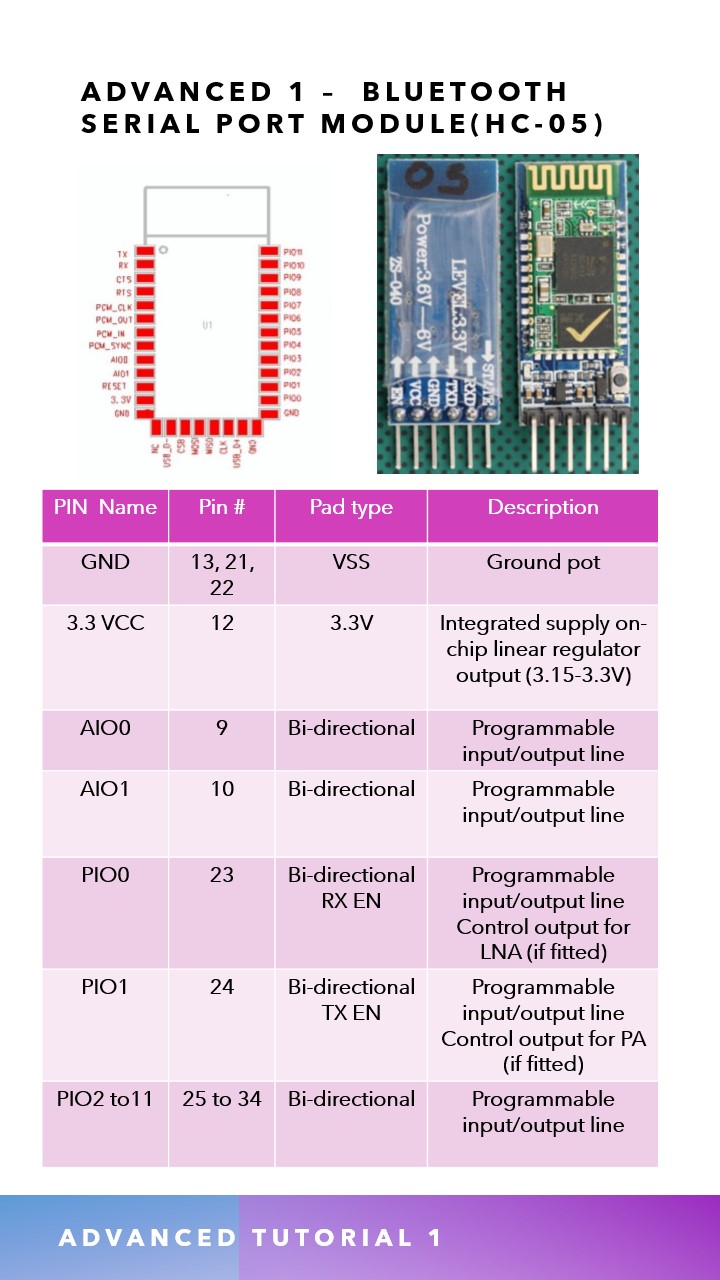 ADVANCED 1 – BLUETOOTH
SERIAL PORT MODULE(HC-05)
TX
RX
CTS
RTS
PCM_CLK
PCM_OUT
PCM_IN
PCM_SYNC
AIO0
AIO1
RESET
3.3V
GND
U1
PIO11
PIO10
PIO9
PIO8
PIO7
PIO6
PIO5
PIO4
PIO3
PIO2
PIO1
PIO0
GND
NC
USB_D-
CSB
MOSI
MISO
CLK
USB_D+
GND
05
LEVEL:3.3V
Power:3.6V—6V
ZS-040
EN
VCC
GND
TXD
RXD
STATE
PIN Name Pin # Pad type Description
GND 13, 21, VSS Ground pot
22
3.3 VCC 12 3.3V Integrated supply on-
chip linear regulator
output (3.15-3.3V)
AIO0 9 Bi-directional Programmable
input/output line
AIO1 10 Bi-directional Programmable
input/output line
PIO0 23 Bi-directional Programmable
RX EN input/output line
Control output for
LNA (if fitted)
PIO1 24 Bi-directional Programmable
TX EN input/output line
Control output for PA
(if fitted)
PIO2 to11 25 to 34 Bi-directional Programmable
input/output line
ADVANCED TUTORIAL 1